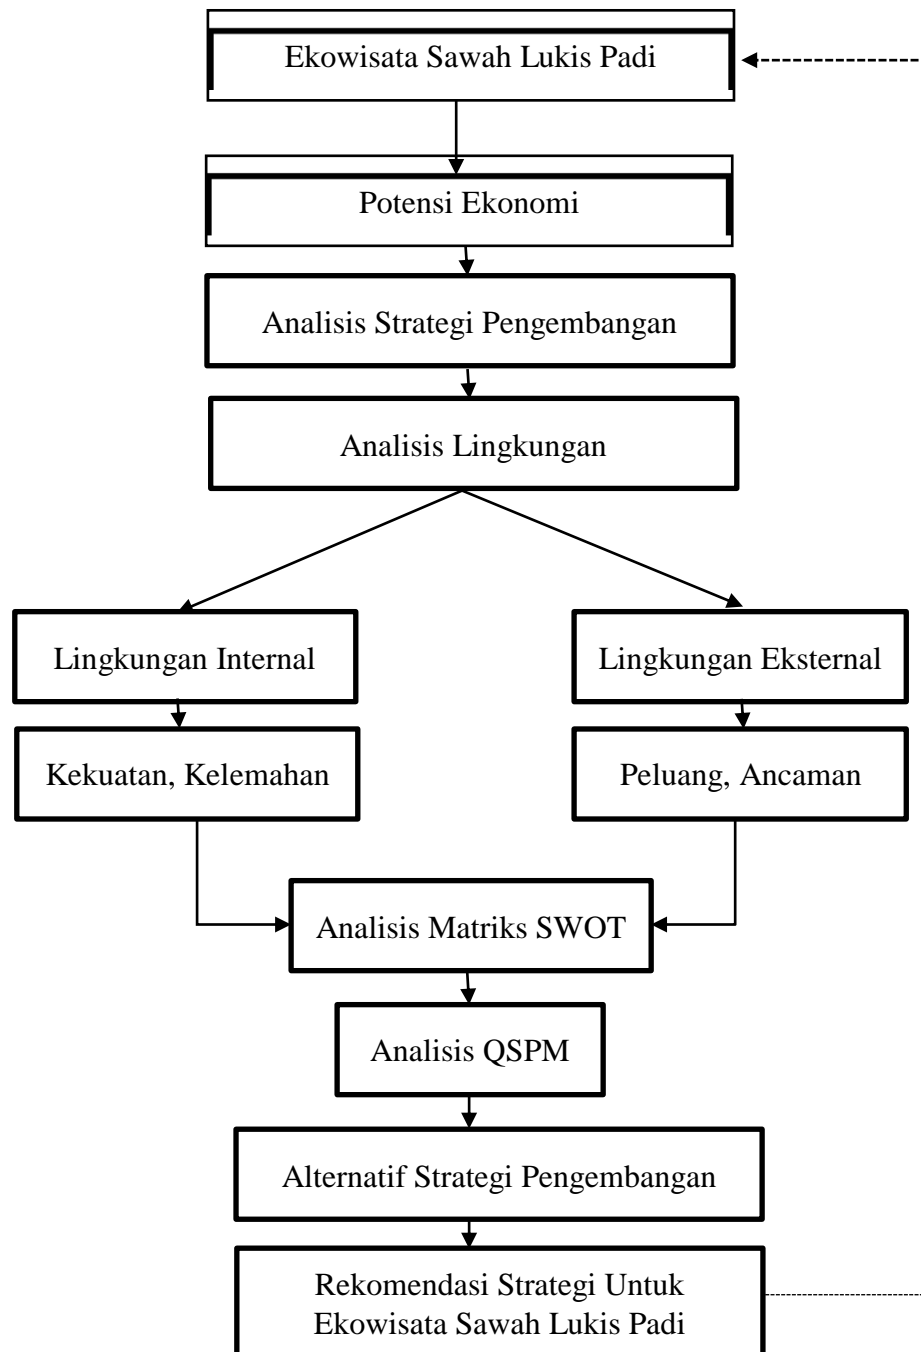 Ekowisata Sawah Lukis Padi
Potensi Ekonomi
Analisis Strategi Pengembangan
Analisis Lingkungan
Lingkungan Internal
Lingkungan Eksternal
Kekuatan, Kelemahan
Peluang, Ancaman
Analisis Matriks SWOT
Analisis QSPM
Alternatif Strategi Pengembangan
Rekomendasi Strategi Untuk
Ekowisata Sawah Lukis Padi